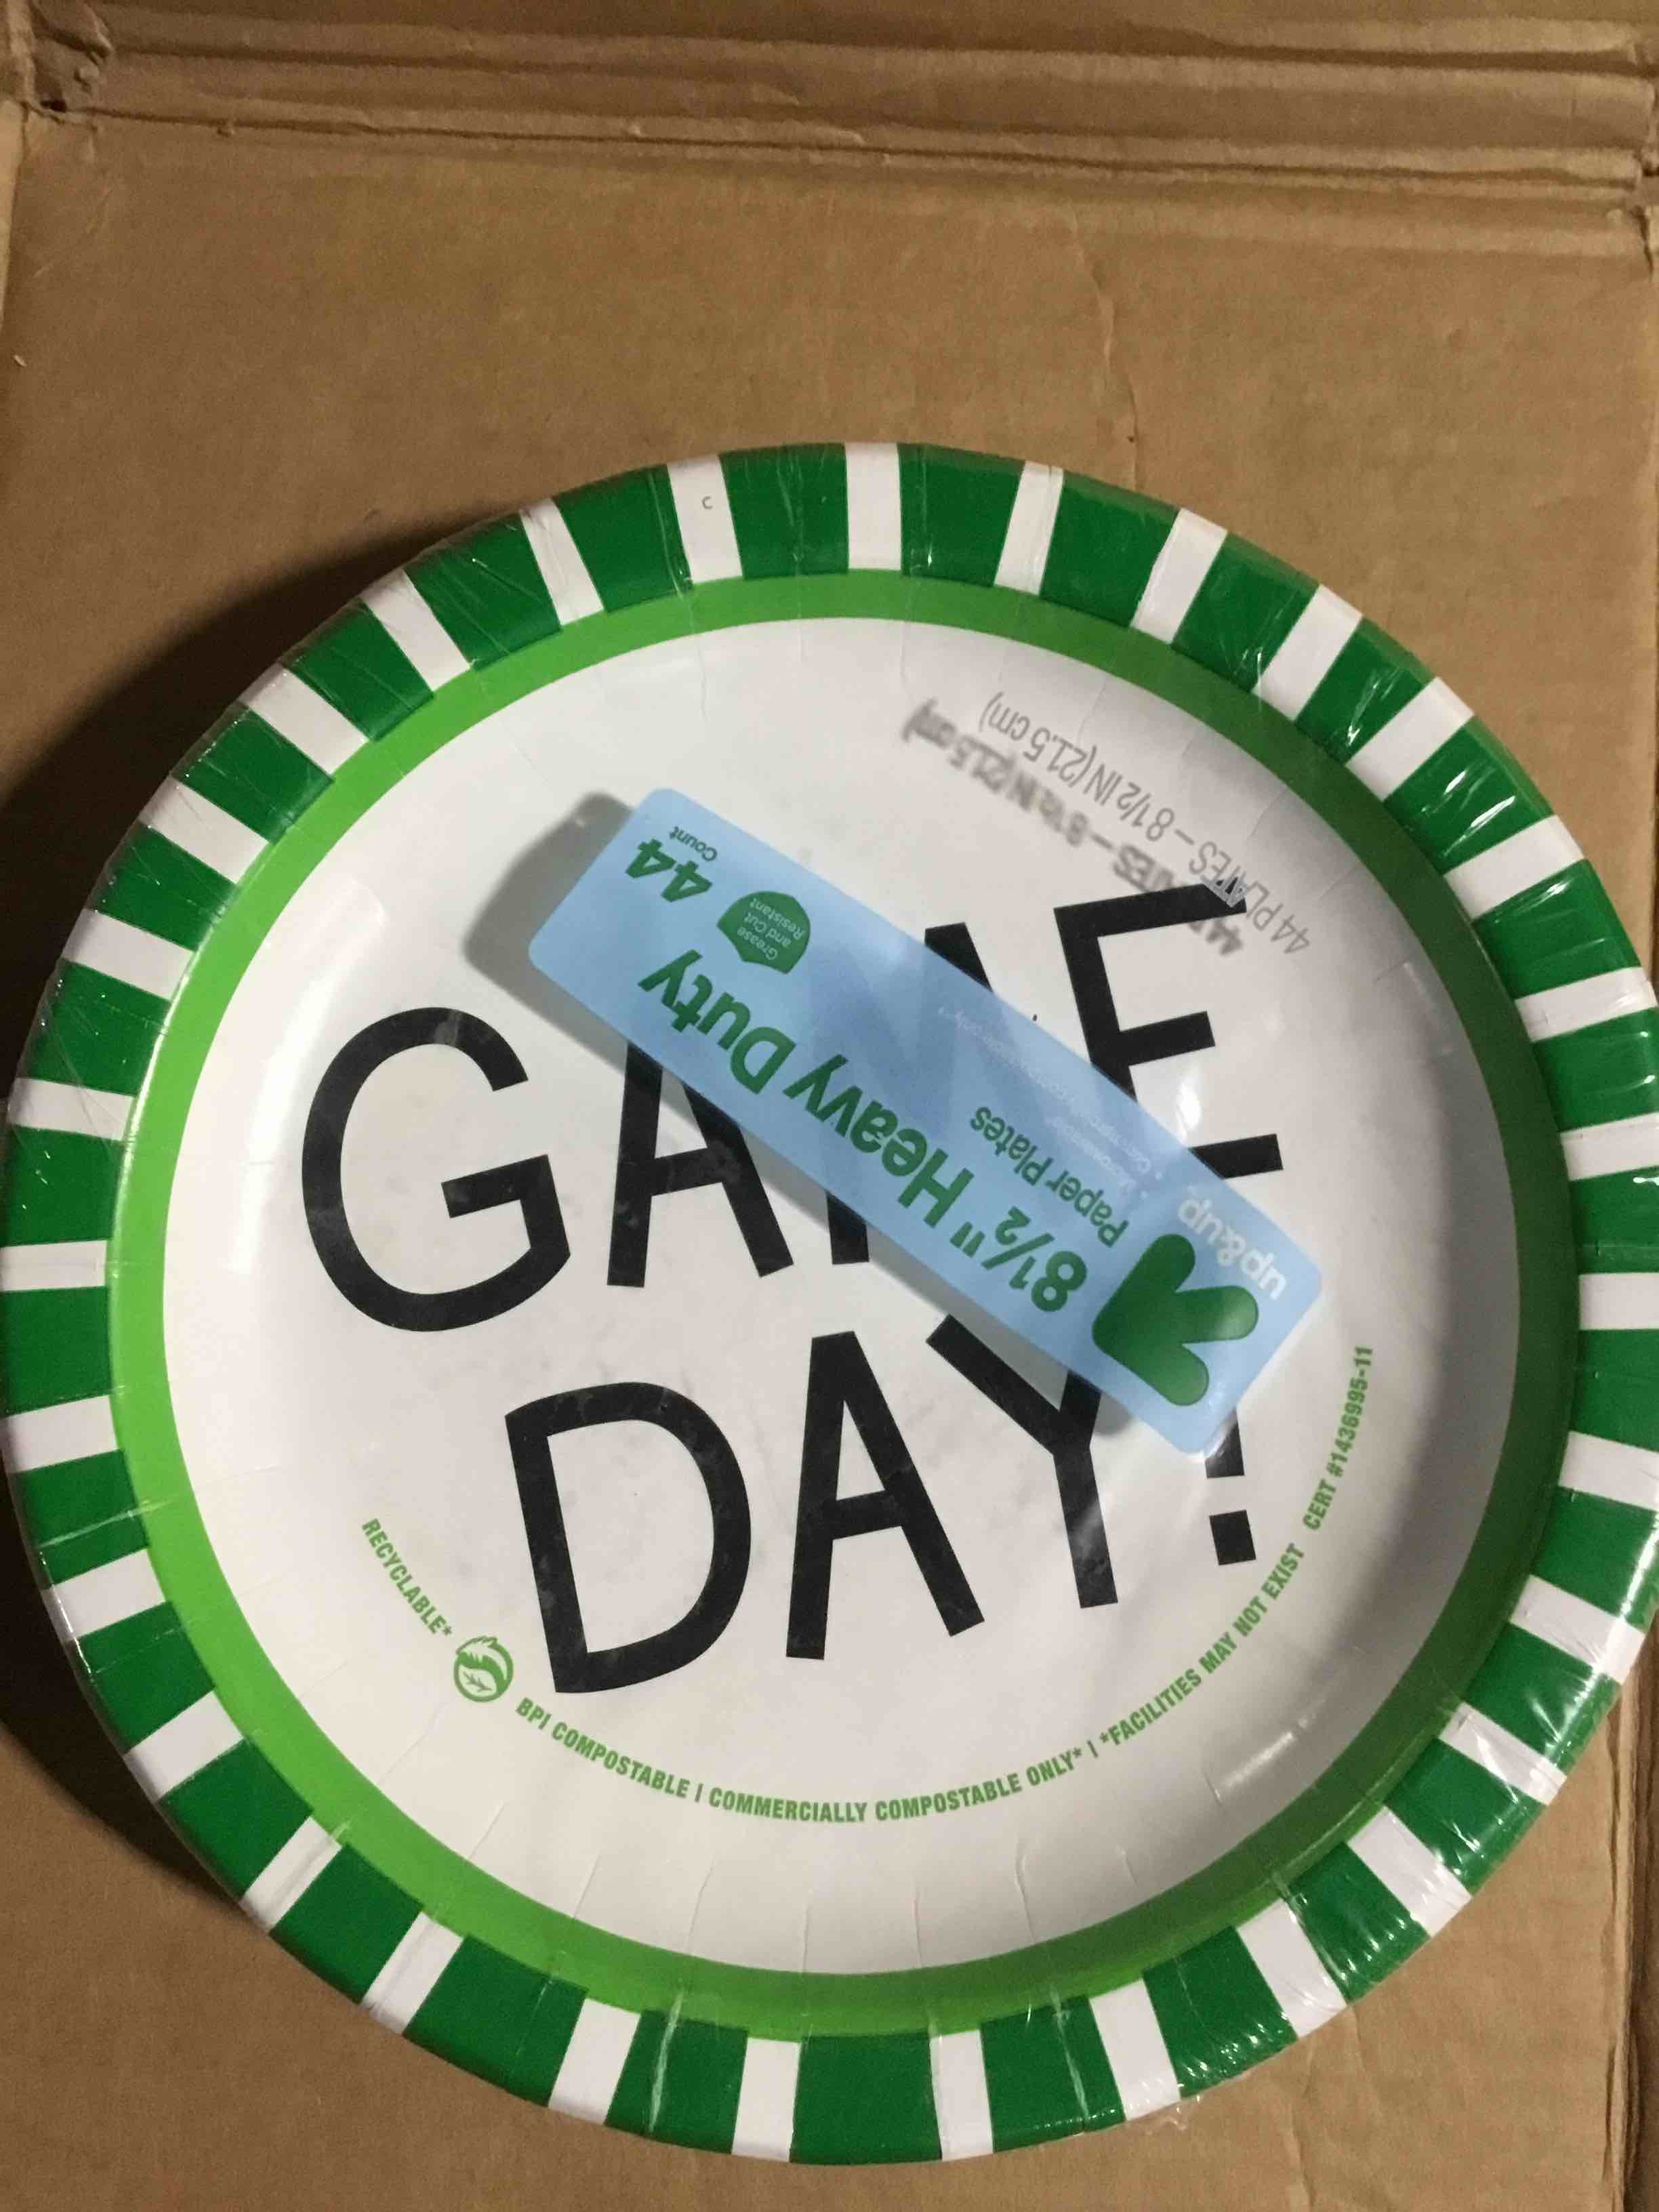 C
44 PLATES – 8 1/2 IN (21.5 cm)
GAME
DAY!
up&up
8½" Heavy Duty
Paper Plates
Grease
and Cut
Resistant
44
Count
RECYCLABLE* BPI COMPOSTABLE | COMMERCIALLY COMPOSTABLE ONLY* | *FACILITIES MAY NOT EXIST CERT #1436995-11